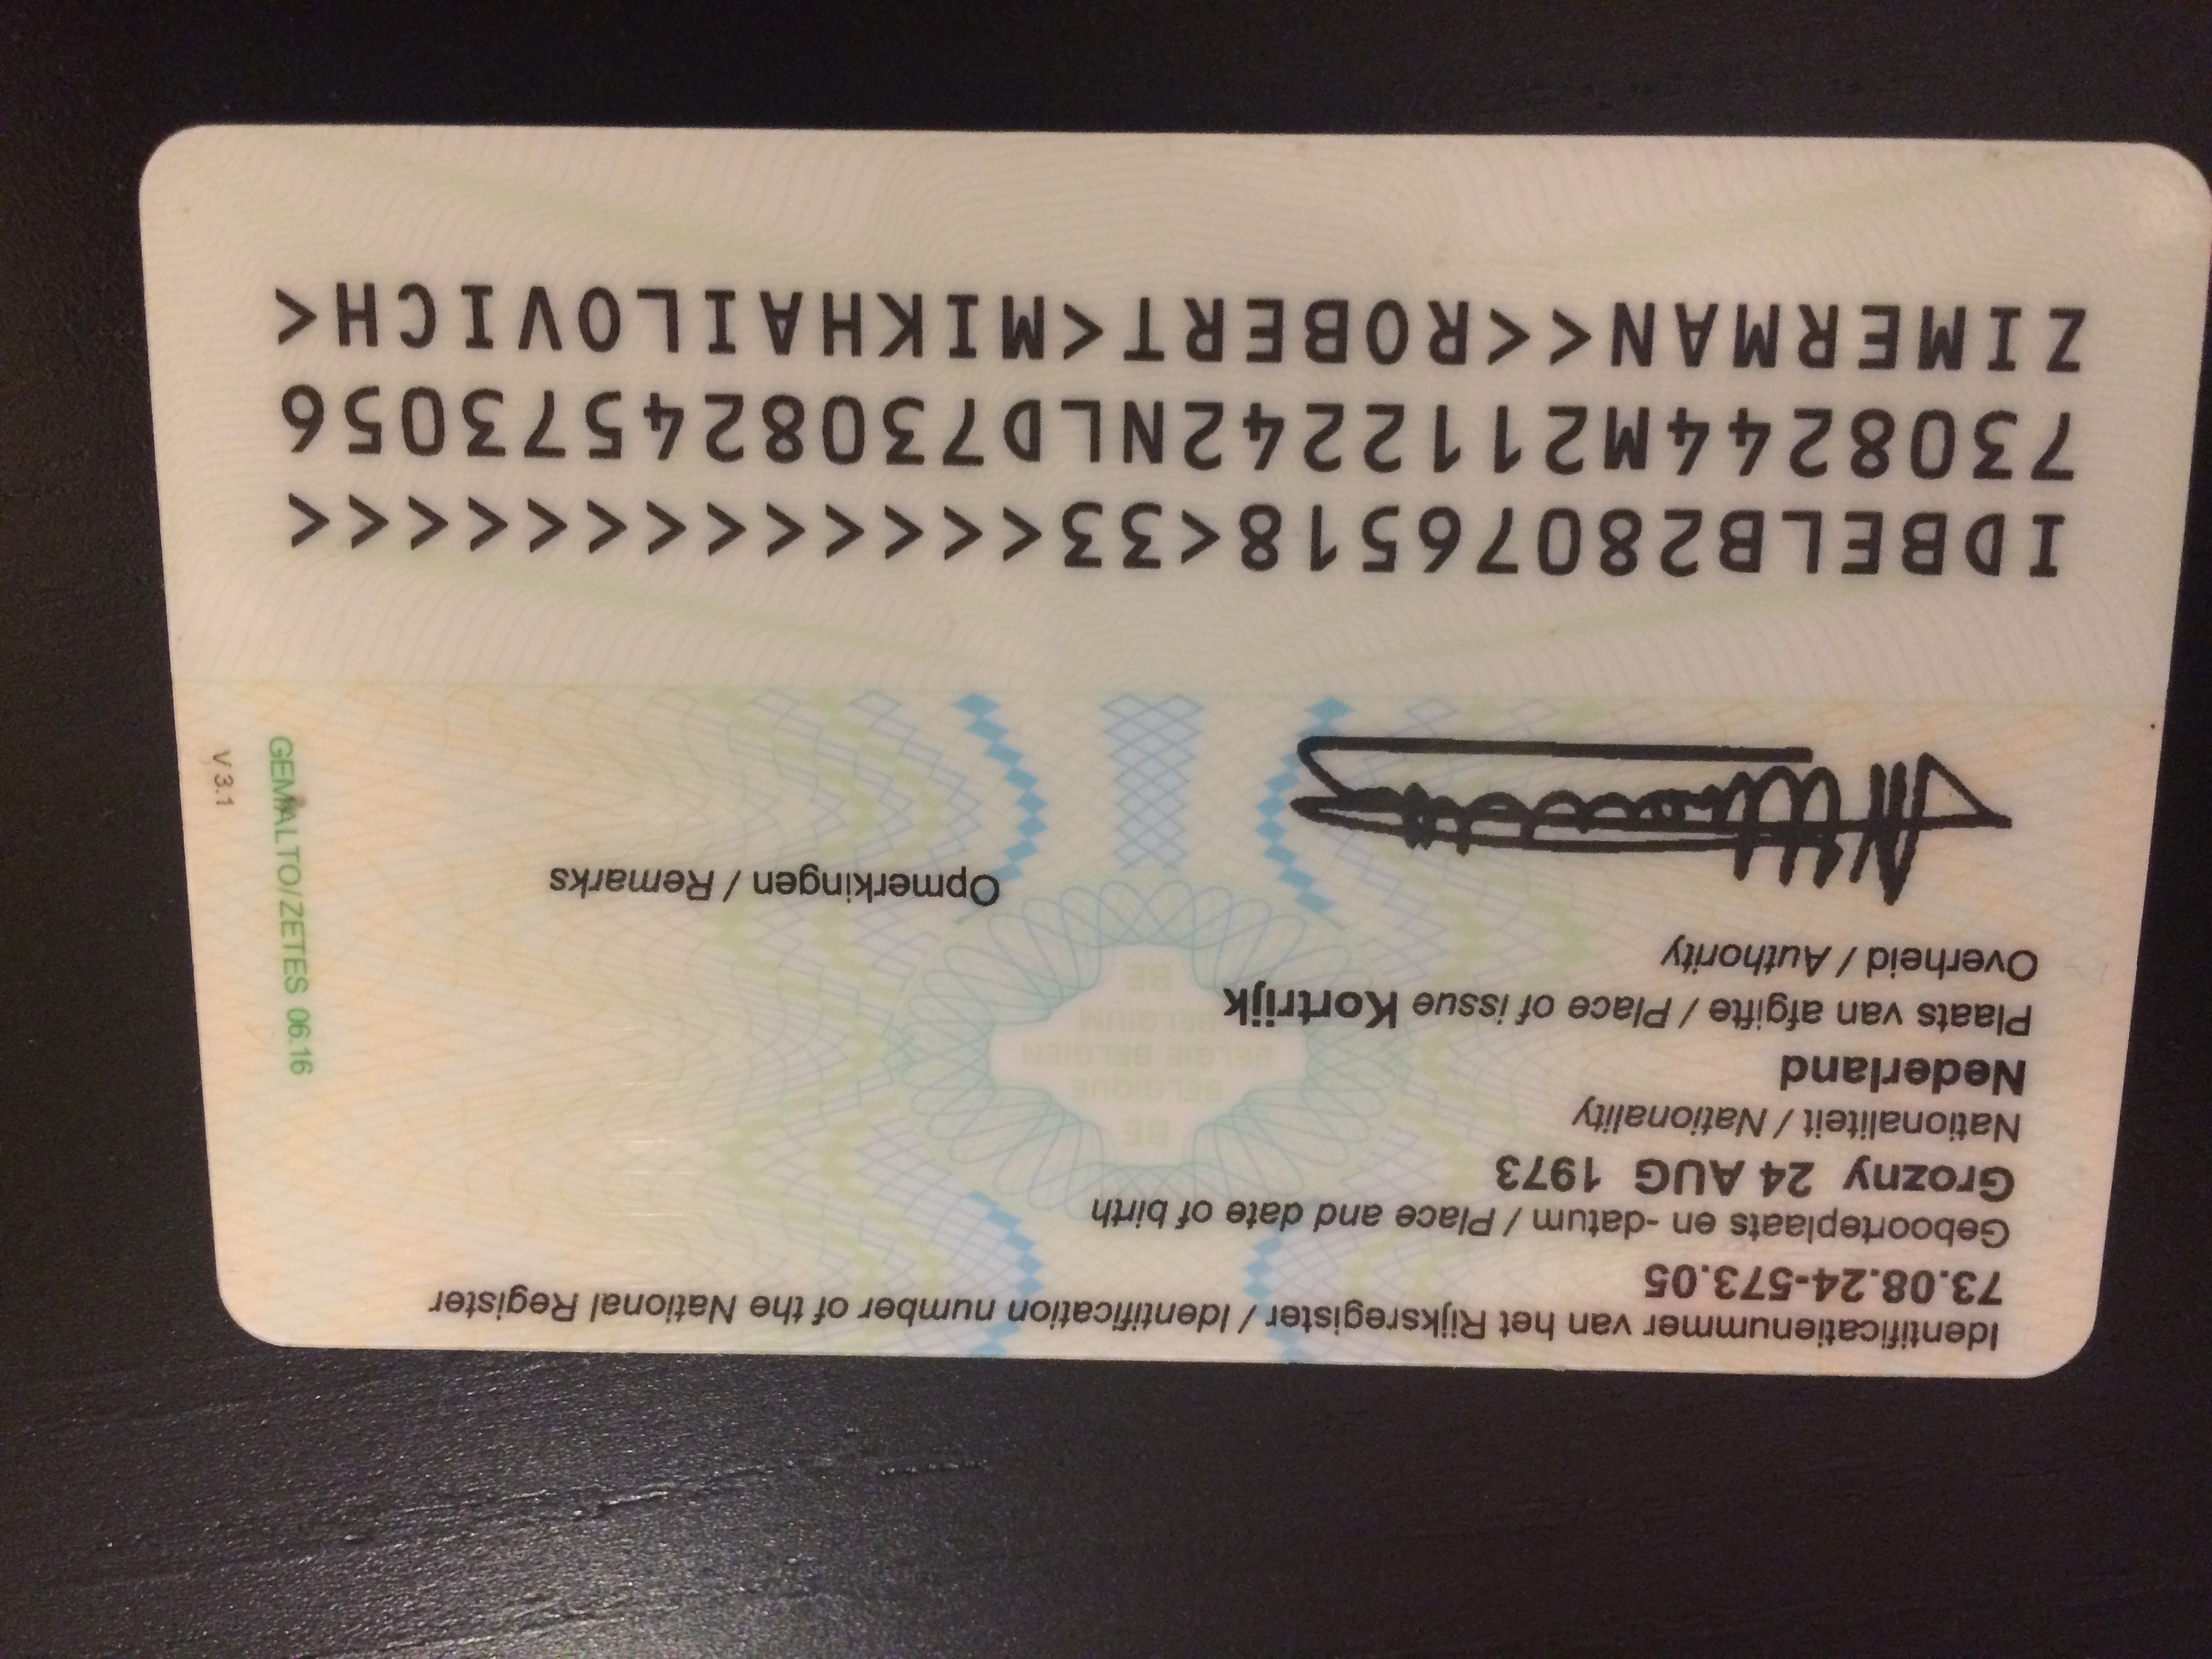 Identificatienummer van het Rijksregister / Identification number of the National Register
73.08.24-573.05
Geboorteplaats en -datum / Place and date of birth
Grozny 24 AUG 1973
Nationaliteit / Nationality
Nederland
Plaats van afgifte / Place of issue Kortrijk
Overheid / Authority
BE
BELGIQUE
BELGIE BELGIEN
BELGIUM
BE
Opmerkingen / Remarks
GEMALTO/ZETES 06.16
V 3.1
IDBELB28076518<33<<<<<<<<<<<<<
7308244M2112242NLD730824573056
ZIMERMAN<<ROBERT<MIKHAILOVICH<